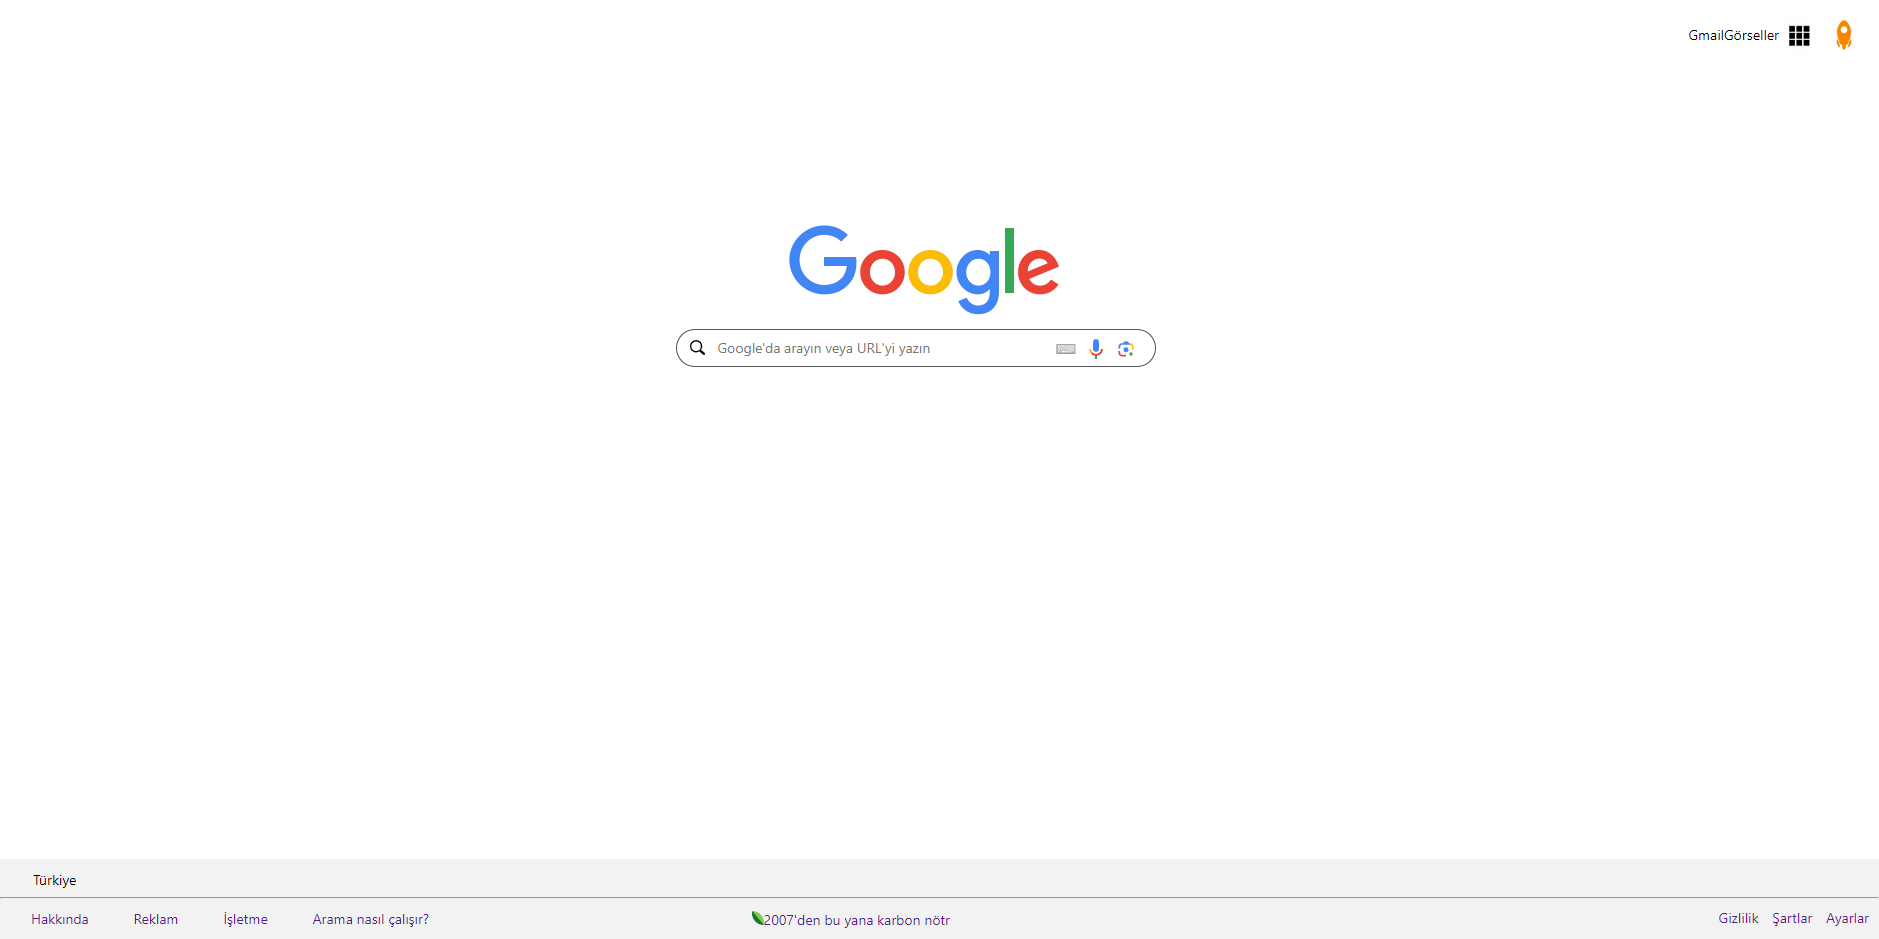 GmailGörseller
Google
Google'da arayın veya URL'yi yazın
Türkiye
Hakkında Reklam İşletme Arama nasıl çalışır? 2007'den bu yana karbon nötr Gizlilik Şartlar Ayarlar